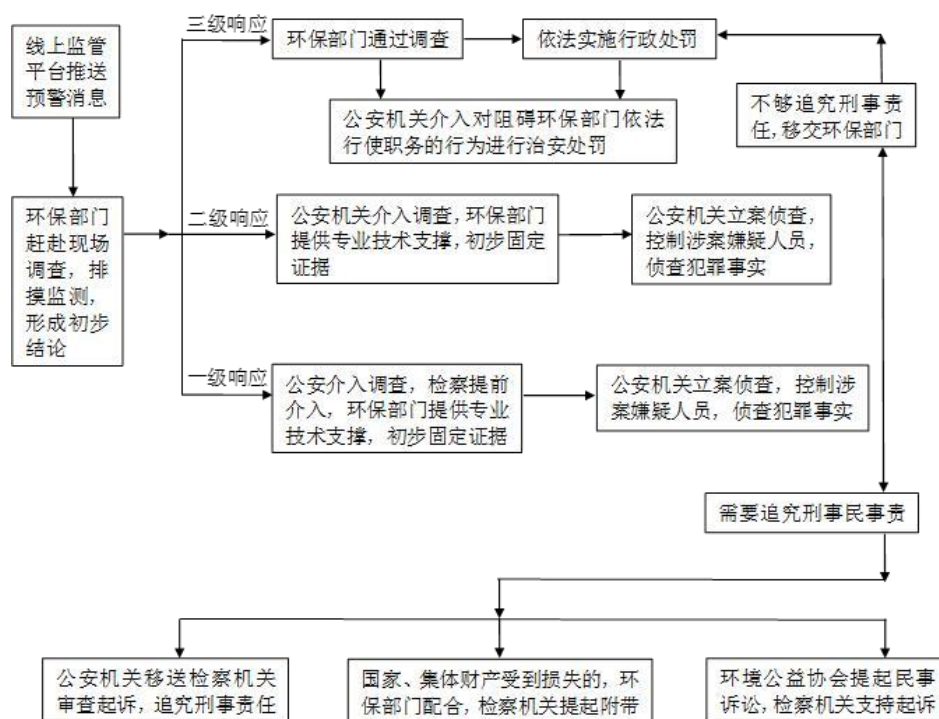 三级响应
线上监管
平台推送
预警消息
环保部门通过调查
依法实施行政处罚
不够追究刑事责
任,移交环保部门
公安机关介入对阻碍环保部门依法
行使职务的行为进行治安处罚
环保部门
赶赴现场
调查，排
摸监测，
形成初步
结论
二级响应
公安机关介入调查，环保部门
提供专业技术支撑，初步固定
证据
公安机关立案侦查，
控制涉案嫌疑人员，
侦查犯罪事实
一级响应
公安介入调查，检察提前
介入，环保部门提供专业
技术支撑，初步固定证据
公安机关立案侦查，控制涉
案嫌疑人员，侦查犯罪事实
需要追究刑事民事责
公安机关移送检察机关
审查起诉，追究刑事责任
国家、集体财产受到损失的，环
保部门配合，检察机关提起附带
环境公益协会提起民事
诉讼，检察机关支持起诉